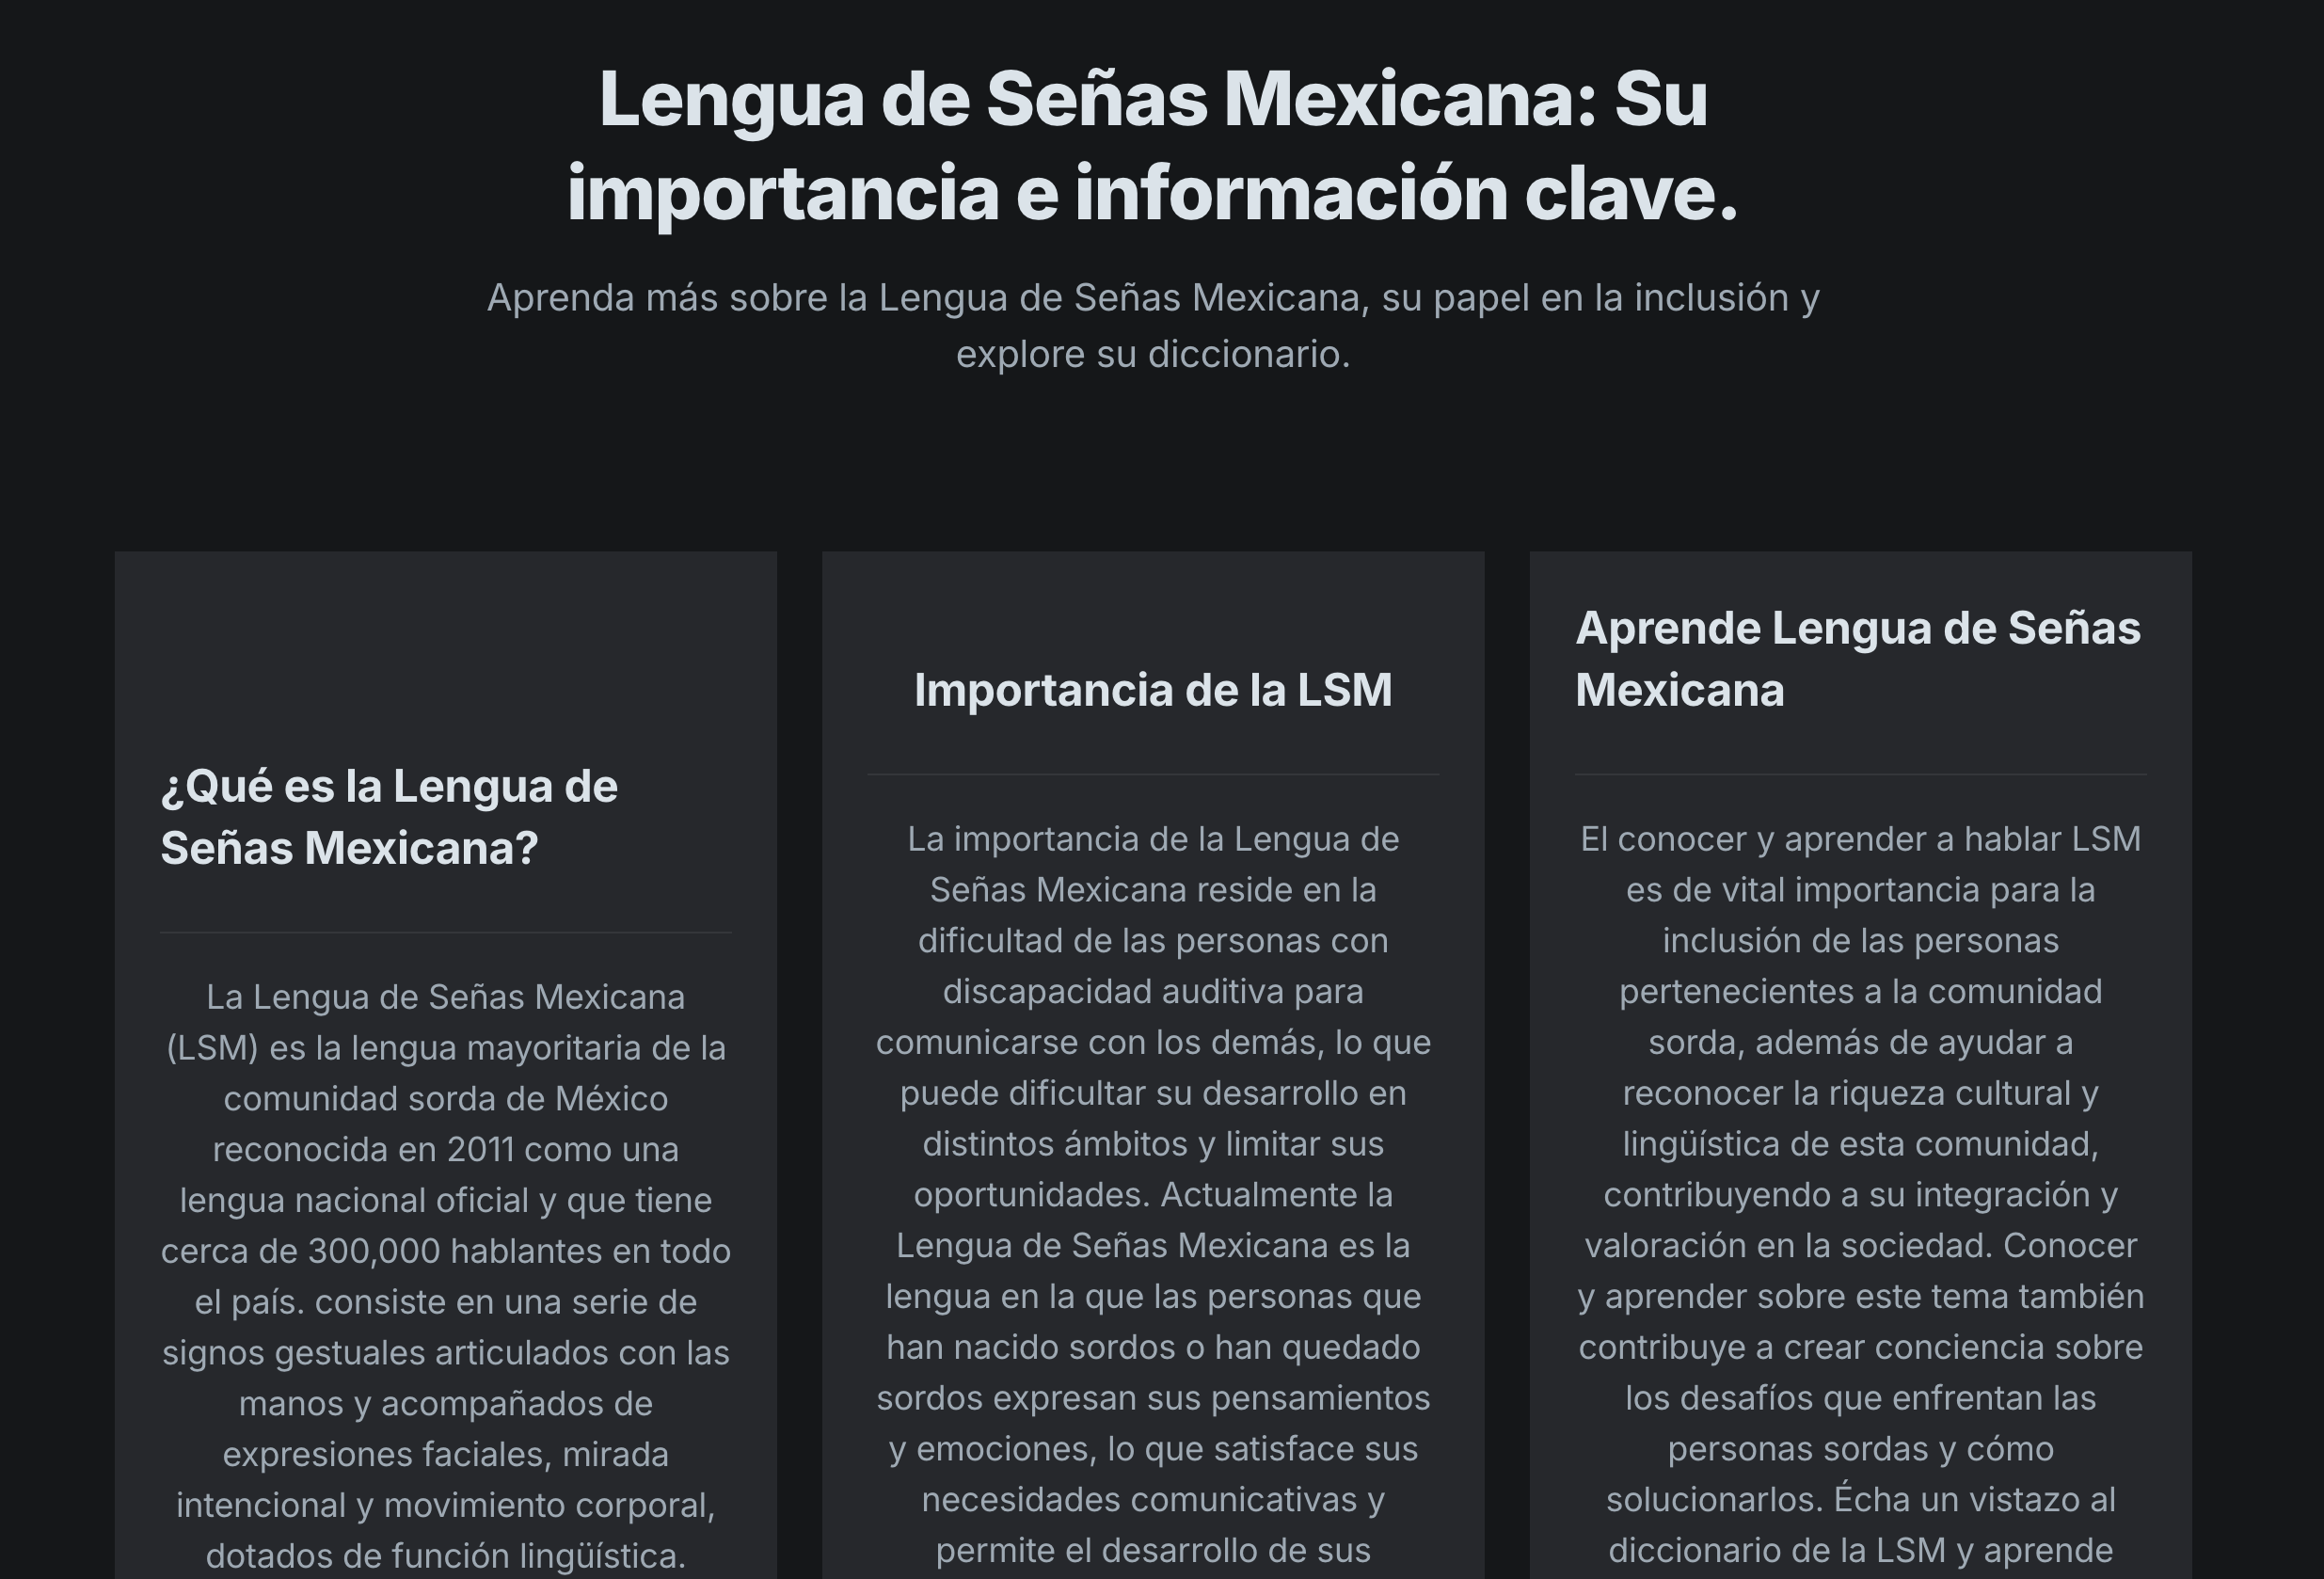 Lengua de Señas Mexicana: Su
importancia e información clave.
Aprenda más sobre la Lengua de Señas Mexicana, su papel en la inclusión y
explore su diccionario.
¿Qué es la Lengua de
Señas Mexicana?
La Lengua de Señas Mexicana
(LSM) es la lengua mayoritaria de la
comunidad sorda de México
reconocida en 2011 como una
lengua nacional oficial y que tiene
cerca de 300,000 hablantes en todo
el país. consiste en una serie de
signos gestuales articulados con las
manos y acompañados de
expresiones faciales, mirada
intencional y movimiento corporal,
dotados de función lingüística.
Importancia de la LSM
La importancia de la Lengua de
Señas Mexicana reside en la
dificultad de las personas con
discapacidad auditiva para
comunicarse con los demás, lo que
puede dificultar su desarrollo en
distintos ámbitos y limitar sus
oportunidades. Actualmente la
Lengua de Señas Mexicana es la
lengua en la que las personas que
han nacido sordos o han quedado
sordos expresan sus pensamientos
y emociones, lo que satisface sus
necesidades comunicativas y
permite el desarrollo de sus
Aprende Lengua de Señas
Mexicana
El conocer y aprender a hablar LSM
es de vital importancia para la
inclusión de las personas
pertenecientes a la comunidad
sorda, además de ayudar a
reconocer la riqueza cultural y
lingüística de esta comunidad,
contribuyendo a su integración y
valoración en la sociedad. Conocer
y aprender sobre este tema también
contribuye a crear conciencia sobre
los desafíos que enfrentan las
personas sordas y cómo
solucionarlos. Écha un vistazo al
diccionario de la LSM y aprende